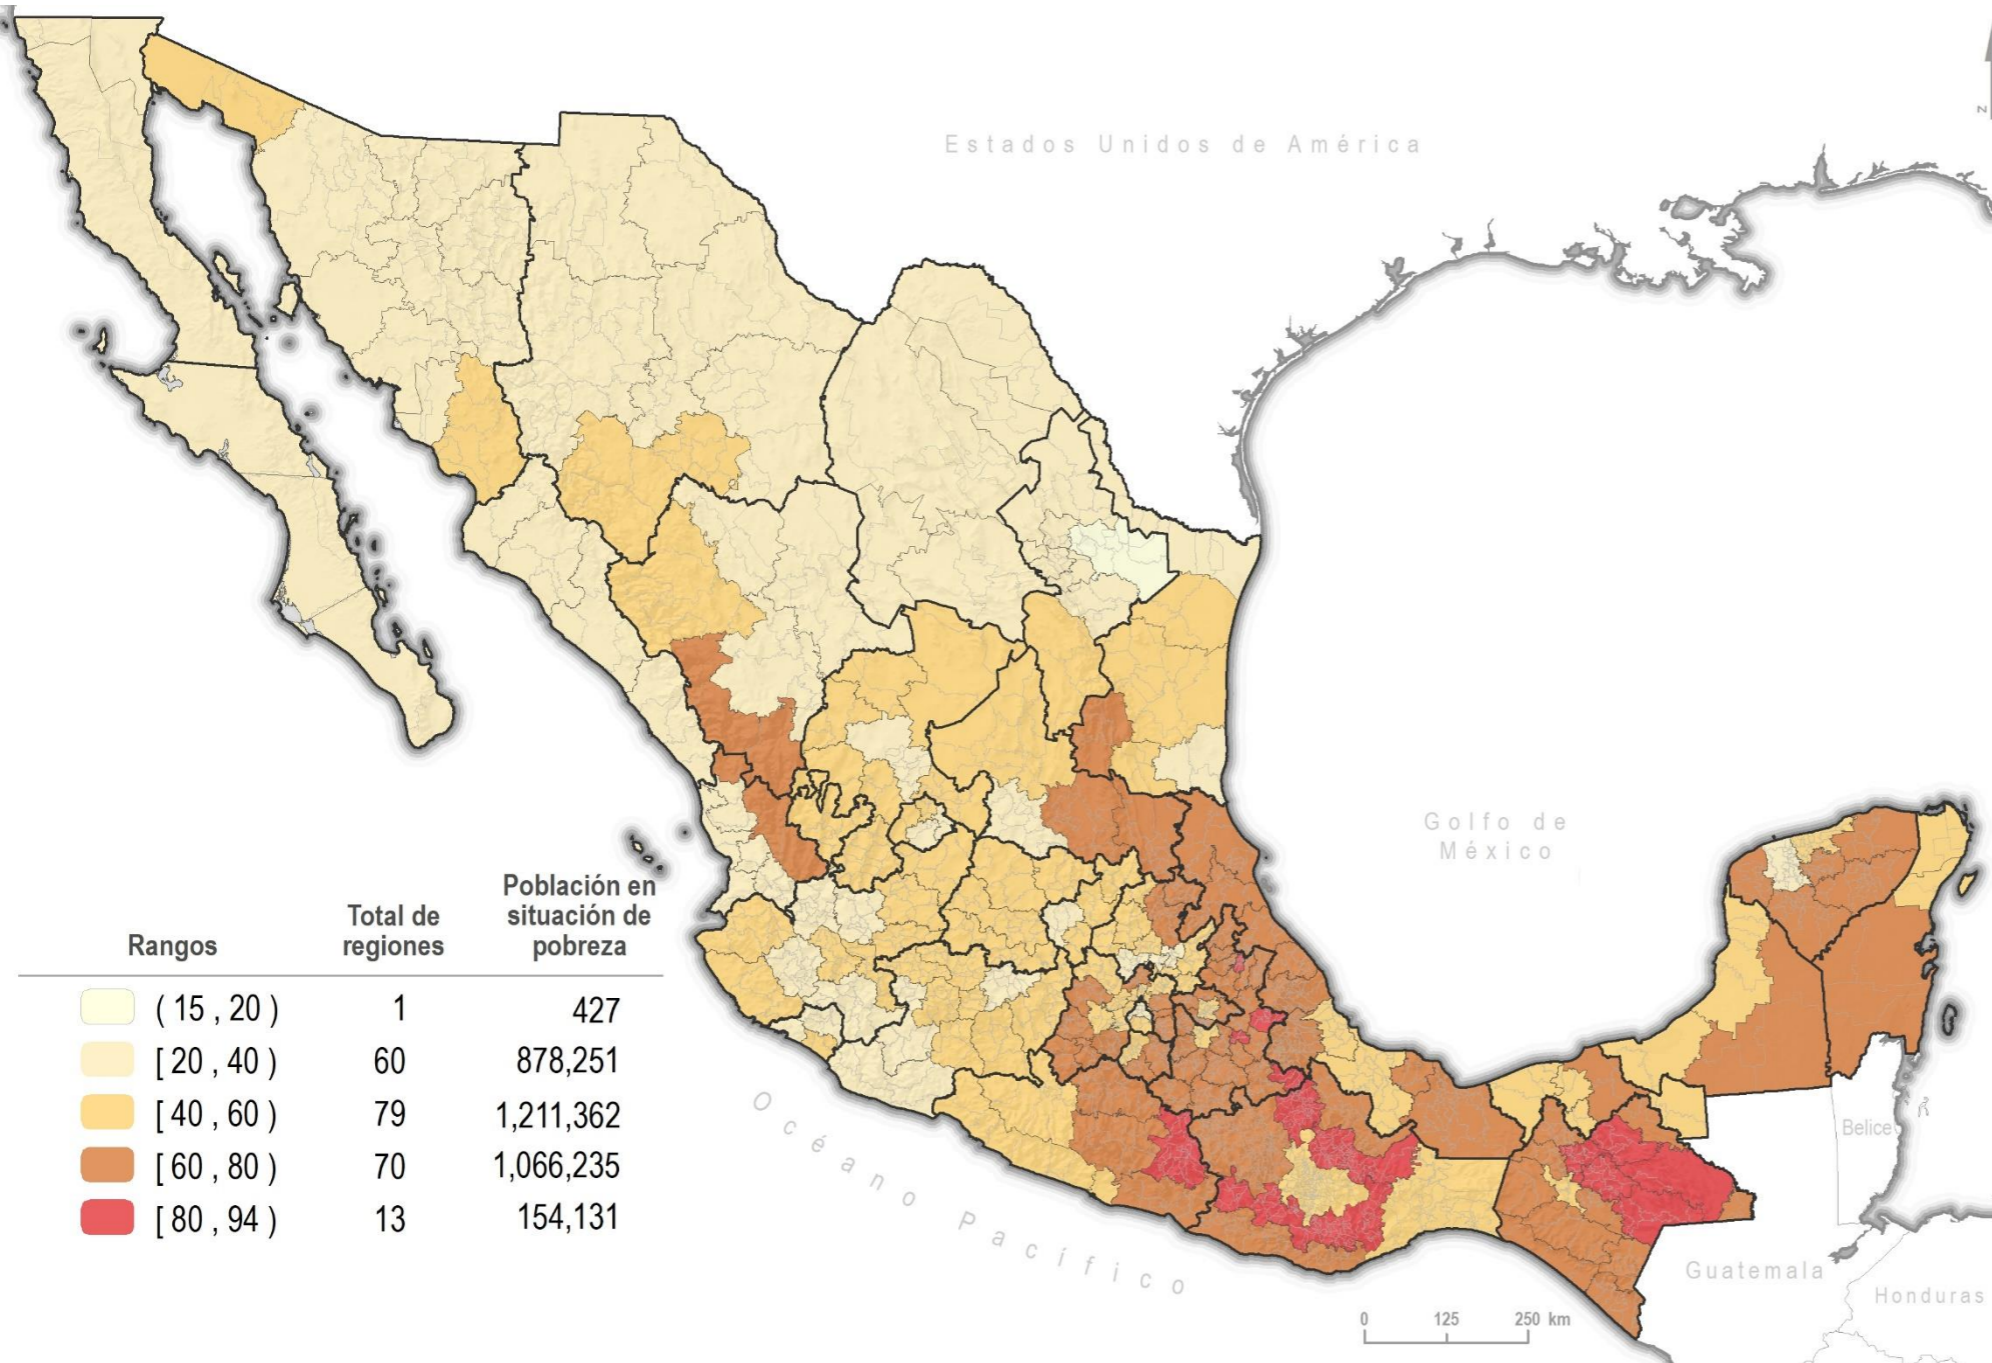 N
Estados Unidos de América
Golfo de
México
Rangos
Total de
regiones
Población en
situación de
pobreza
( 15 , 20 ) 1 427
[ 20 , 40 ) 60 878,251
[ 40 , 60 ) 79 1,211,362
[ 60 , 80 ) 70 1,066,235
[ 80 , 94 ) 13 154,131
Océano Pacífico
Belice
Guatemala
Honduras
0 125 250 km